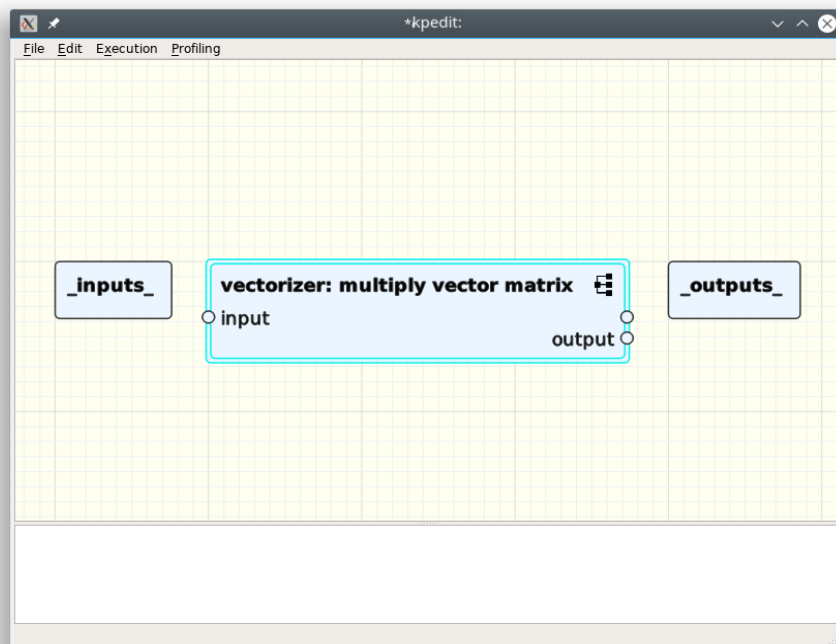 *kpedit:
File Edit Execution Profiling
_inputs_
vectorizer: multiply vector matrix
input
output
_outputs_